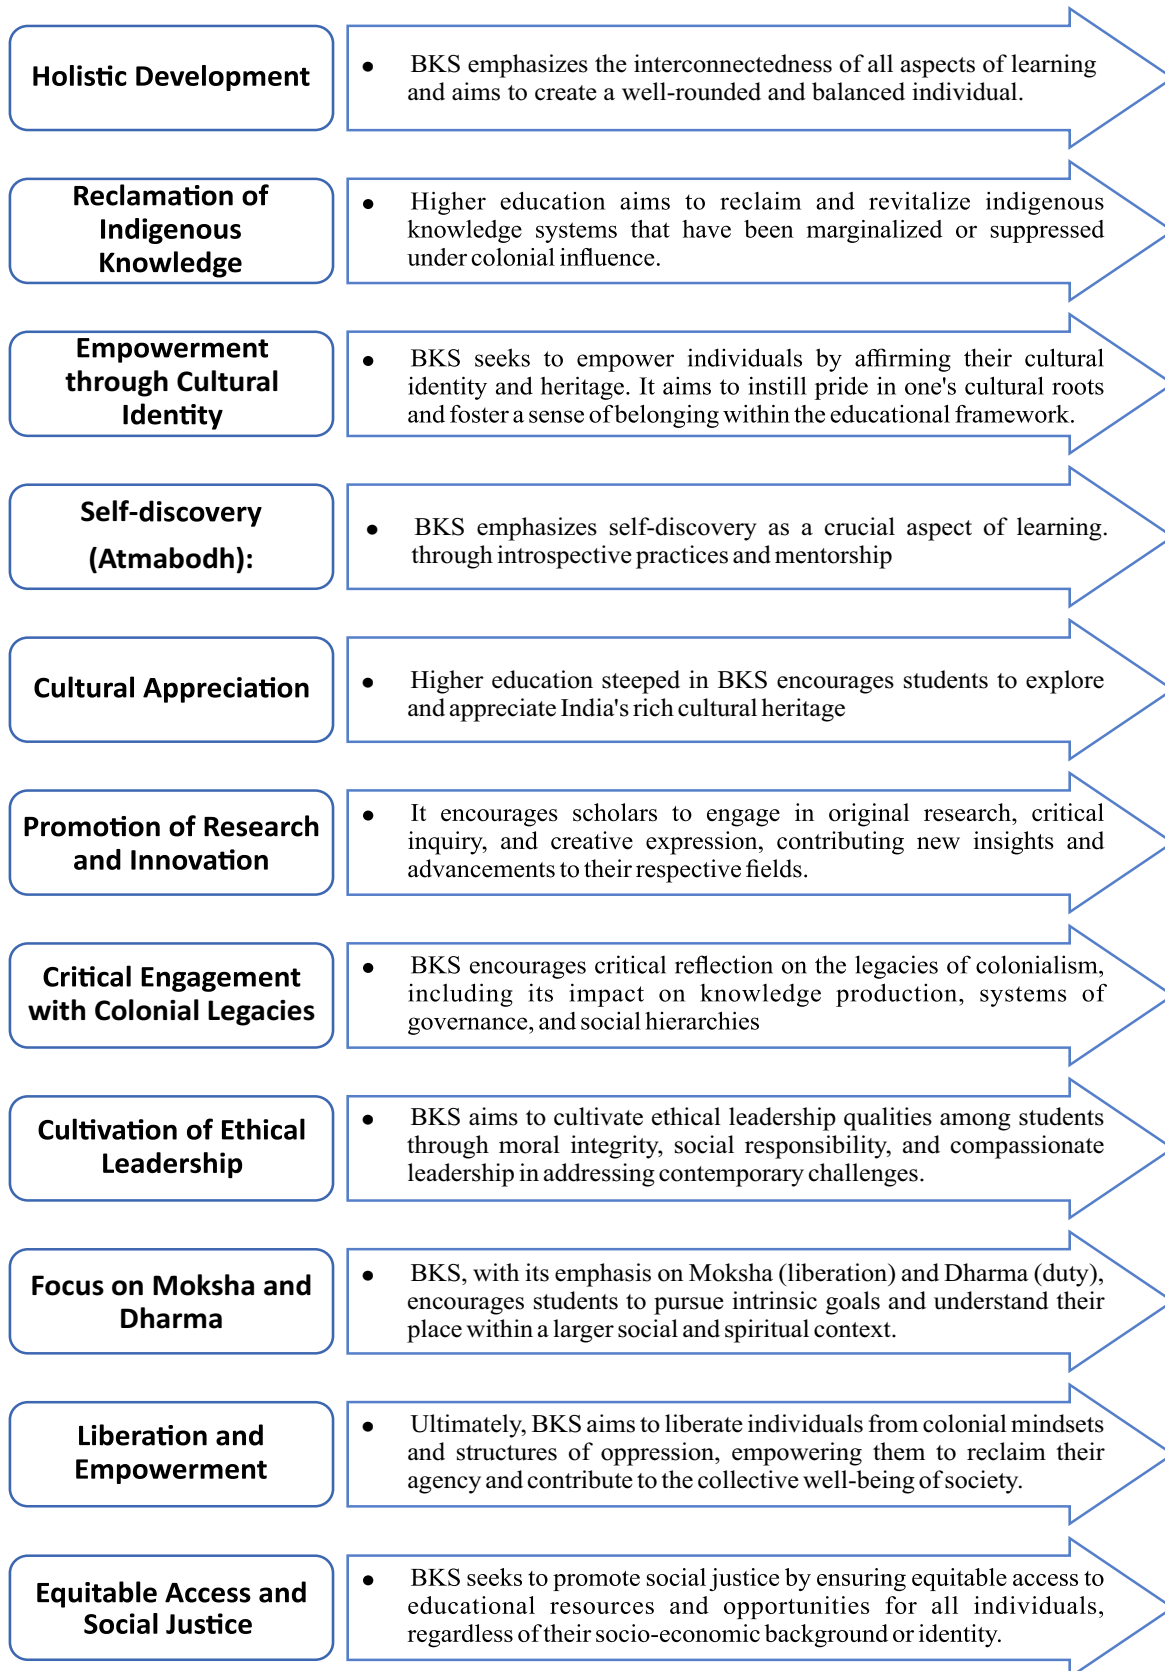 Holistic Development
• BKS emphasizes the interconnectedness of all aspects of learning
and aims to create a well-rounded and balanced individual.
Reclamation of
Indigenous
Knowledge
• Higher education aims to reclaim and revitalize indigenous
knowledge systems that have been marginalized or suppressed
under colonial influence.
Empowerment
through Cultural
Identity
• BKS seeks to empower individuals by affirming their cultural
identity and heritage. It aims to instill pride in one's cultural roots
and foster a sense of belonging within the educational framework.
Self-discovery
(Atmabodh):
• BKS emphasizes self-discovery as a crucial aspect of learning.
through introspective practices and mentorship
Cultural Appreciation
• Higher education steeped in BKS encourages students to explore
and appreciate India's rich cultural heritage
Promotion of Research
and Innovation
• It encourages scholars to engage in original research, critical
inquiry, and creative expression, contributing new insights and
advancements to their respective fields.
Critical Engagement
with Colonial Legacies
• BKS encourages critical reflection on the legacies of colonialism,
including its impact on knowledge production, systems of
governance, and social hierarchies
Cultivation of Ethical
Leadership
• BKS aims to cultivate ethical leadership qualities among students
through moral integrity, social responsibility, and compassionate
leadership in addressing contemporary challenges.
Focus on Moksha and
Dharma
• BKS, with its emphasis on Moksha (liberation) and Dharma (duty),
encourages students to pursue intrinsic goals and understand their
place within a larger social and spiritual context.
Liberation and
Empowerment
• Ultimately, BKS aims to liberate individuals from colonial mindsets
and structures of oppression, empowering them to reclaim their
agency and contribute to the collective well-being of society.
Equitable Access and
Social Justice
• BKS seeks to promote social justice by ensuring equitable access to
educational resources and opportunities for all individuals,
regardless of their socio-economic background or identity.